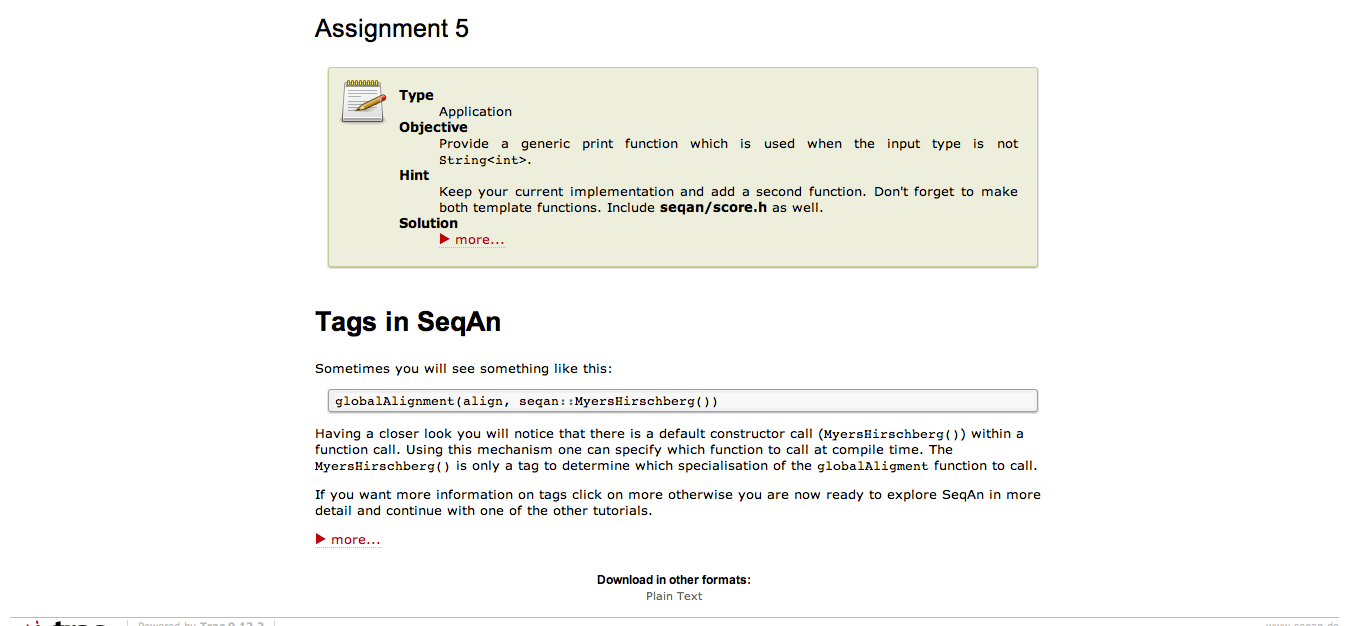 Assignment 5
Type
Application
Objective
Provide a generic print function which is used when the input type is not
String<int>.
Hint
Keep your current implementation and add a second function. Don't forget to make
both template functions. Include seqan/score.h as well.
Solution
▶ more...
Tags in SeqAn
Sometimes you will see something like this:
globalAlignment(align, seqan::MyersHirschberg())
Having a closer look you will notice that there is a default constructor call (MyersHirschberg()) within a
function call. Using this mechanism one can specify which function to call at compile time. The
MyersHirschberg() is only a tag to determine which specialisation of the globalAligment function to call.
If you want more information on tags click on more otherwise you are now ready to explore SeqAn in more
detail and continue with one of the other tutorials.
▶ more...
Download in other formats:
Plain Text
Powered by Trac
www.seqan.de